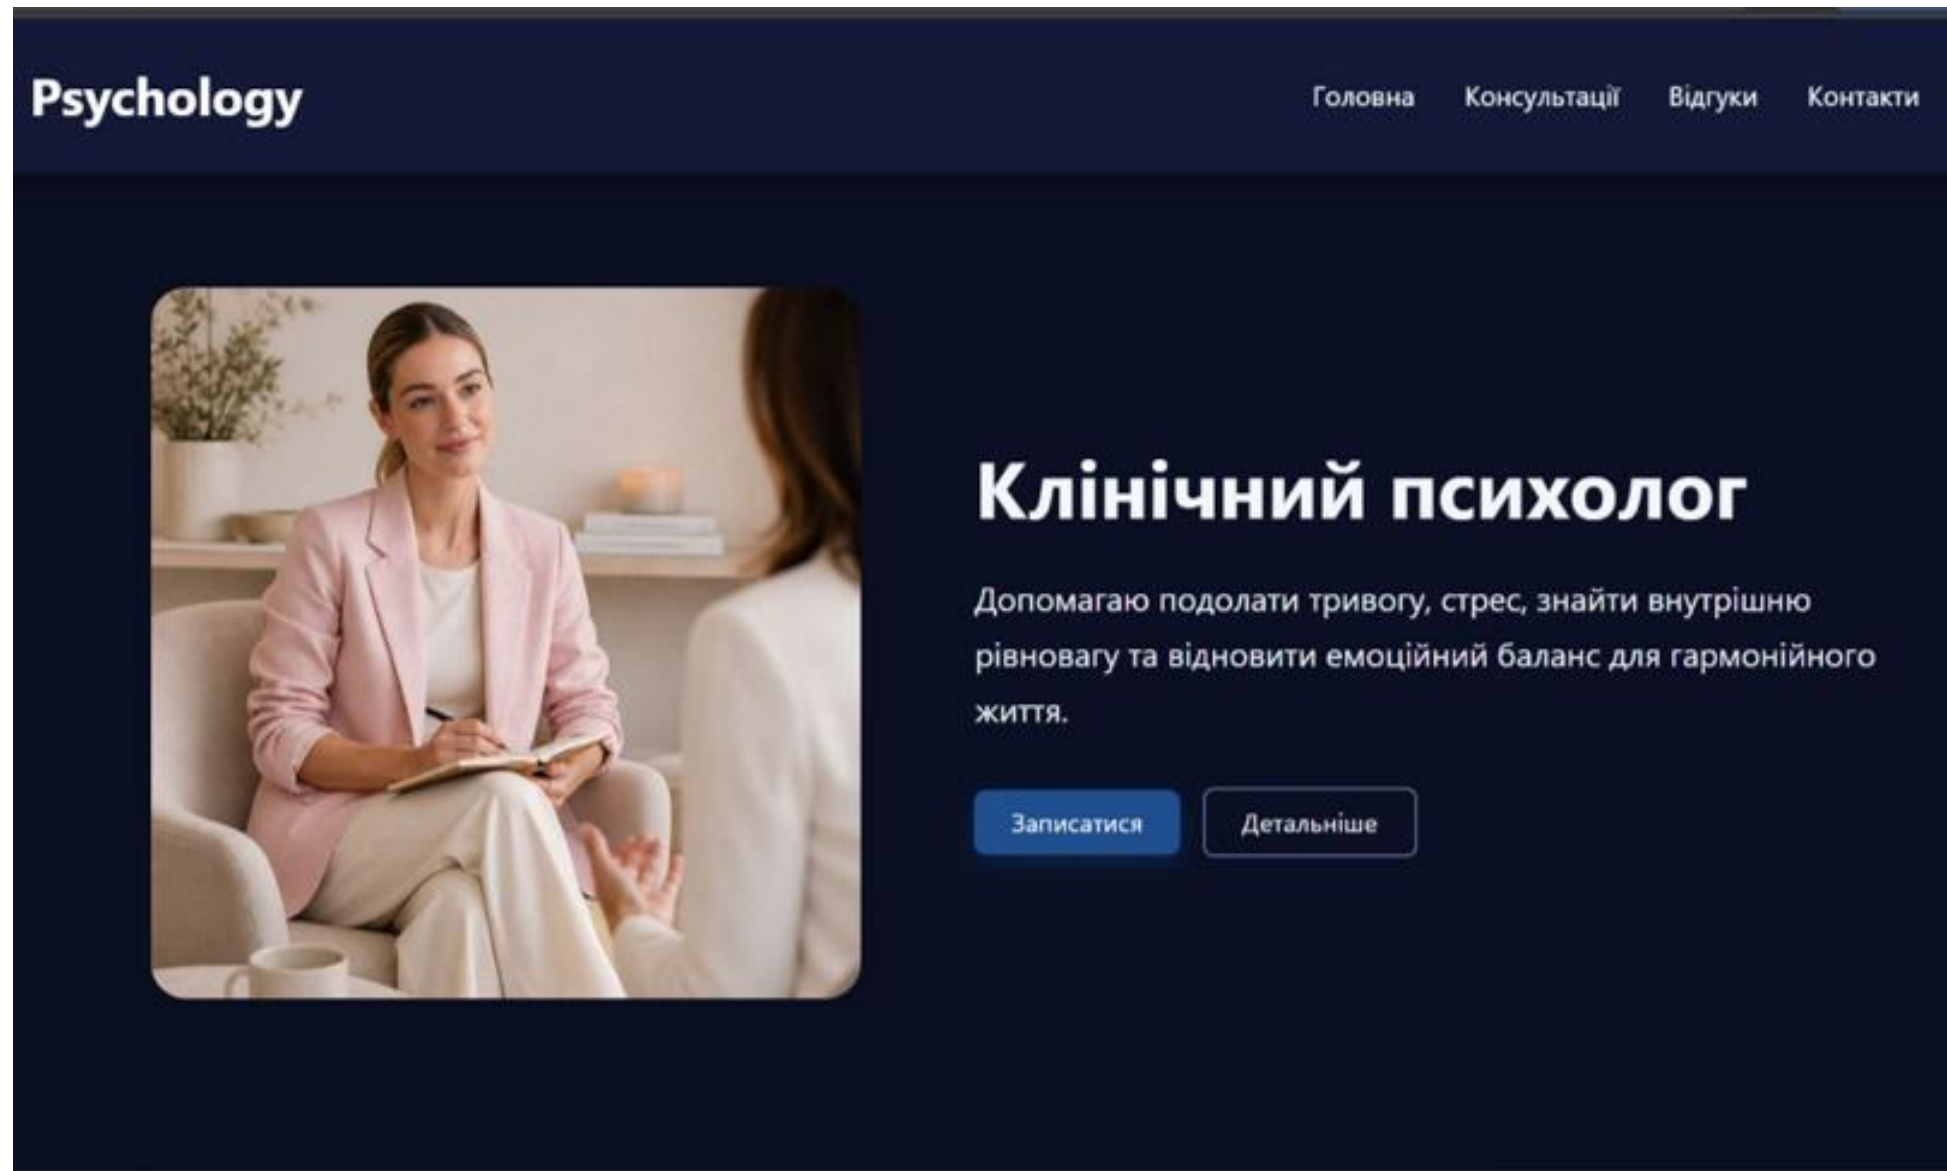 Psychology
Головна Консультації Відгуки Контакти
Клінічний психолог
Допомагаю подолати тривогу, стрес, знайти внутрішню
рівновагу та відновити емоційний баланс для гармонійного
життя.
Записатися Детальніше